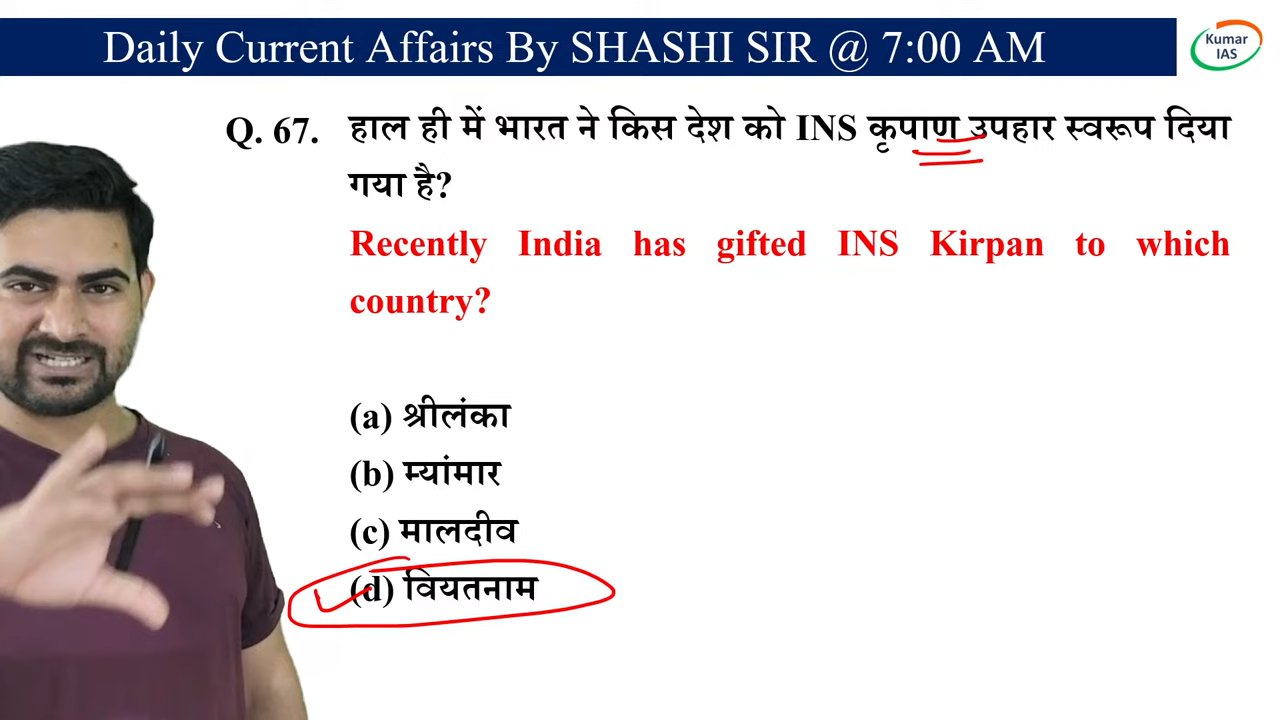 Daily Current Affairs By SHASHI SIR @ 7:00 AM
Kumar
IAS
Q. 67. हाल ही में भारत ने किस देश को INS कृपाण उपहार स्वरूप दिया
गया है?
Recently India has gifted INS Kirpan to which
country?
(a) श्रीलंका
(b) म्यांमार
(c) मालदीव
(d) वियतनाम